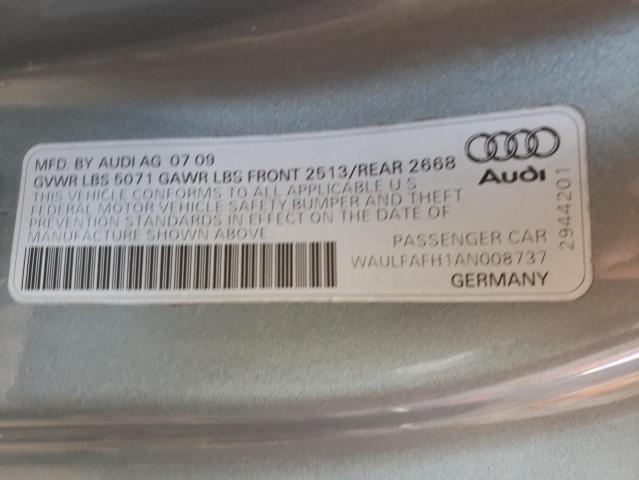 MFD. BY AUDI AG 07 09
GVWR LBS 5071 GAWR LBS FRONT 2513/REAR 2668
THIS VEHICLE CONFORMS TO ALL APPLICABLE U S
FEDERAL MOTOR VEHICLE SAFETY BUMPER AND THEFT
PREVENTION STANDARDS IN EFFECT ON THE DATE OF
MANUFACTURE SHOWN ABOVE
Audi
PASSENGER CAR
WAULFAFH1AN008737
GERMANY
2944201